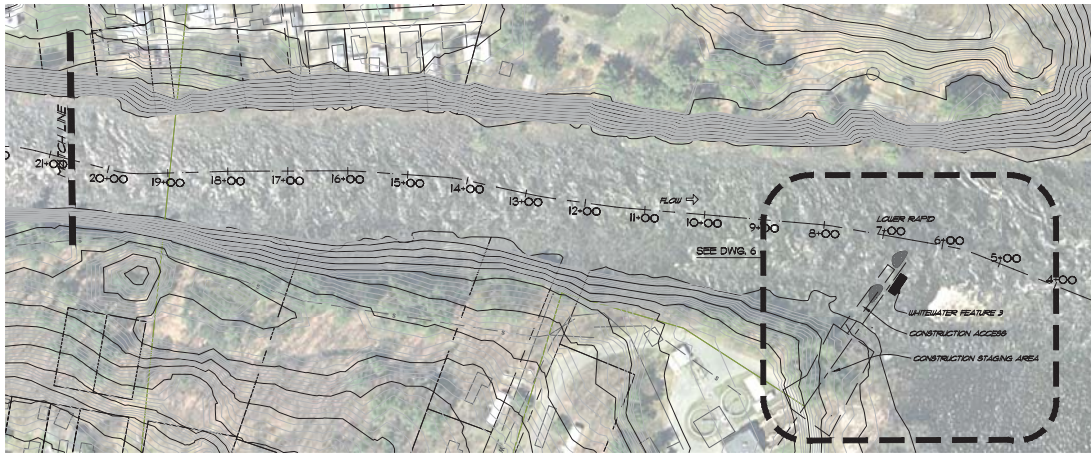 MATCH LINE
21+00
20+00
19+00
18+00
17+00
16+00
15+00
14+00
13+00
12+00
11+00
FLOW ⇨
10+00
9+00
8+00
LOWER RAPID
7+00
6+00
5+00
4+00
SEE DWG. 6
WHITEWATER FEATURE 3
CONSTRUCTION ACCESS
CONSTRUCTION STAGING AREA